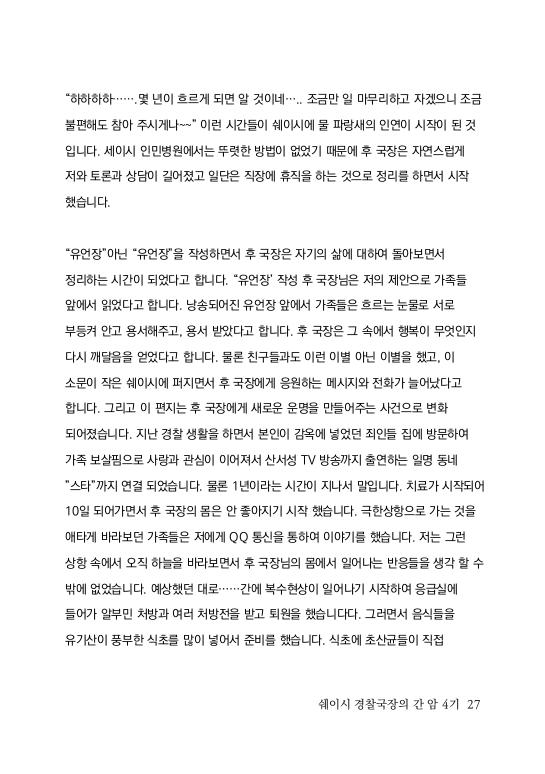 “하하하하…….몇 년이 흐르게 되면 알 것이네….. 조금만 일 마무리하고 자겠으니 조금
불편해도 참아 주시게나~~” 이런 시간들이 쉐이시에 물 파랑새의 인연이 시작이 된 것
입니다. 세이시 인민병원에서는 뚜렷한 방법이 없었기 때문에 후 국장은 자연스럽게
저와 토론과 상담이 길어졌고 일단은 직장에 휴직을 하는 것으로 정리를 하면서 시작
했습니다.
“유언장”아닌 “유언장”을 작성하면서 후 국장은 자기의 삶에 대하여 돌아보면서
정리하는 시간이 되었다고 합니다. “유언장’ 작성 후 국장님은 저의 제안으로 가족들
앞에서 읽었다고 합니다. 낭송되어진 유언장 앞에서 가족들은 흐르는 눈물로 서로
부등켜 안고 용서해주고, 용서 받았다고 합니다. 후 국장은 그 속에서 행복이 무엇인지
다시 깨달음을 얻었다고 합니다. 물론 친구들과도 이런 이별 아닌 이별을 했고, 이
소문이 작은 쉐이시에 퍼지면서 후 국장에게 응원하는 메시지와 전화가 늘어났다고
합니다. 그리고 이 편지는 후 국장에게 새로운 운명을 만들어주는 사건으로 변화
되어졌습니다. 지난 경찰 생활을 하면서 본인이 감옥에 넣었던 죄인들 집에 방문하여
가족 보살핌으로 사랑과 관심이 이어져서 산서성 TV 방송까지 출연하는 일명 동네
”스타”까지 연결 되었습니다. 물론 1년이라는 시간이 지나서 말입니다. 치료가 시작되어
10일 되어가면서 후 국장의 몸은 안 좋아지기 시작 했습니다. 극한상항으로 가는 것을
애타게 바라보던 가족들은 저에게 QQ 통신을 통하여 이야기를 했습니다. 저는 그런
상항 속에서 오직 하늘을 바라보면서 후 국장님의 몸에서 일어나는 반응들을 생각 할 수
밖에 없었습니다. 예상했던 대로……간에 복수현상이 일어나기 시작하여 응급실에
들어가 알부민 처방과 여러 처방전을 받고 퇴원을 했습니다다. 그러면서 음식들을
유기산이 풍부한 식초를 많이 넣어서 준비를 했습니다. 식초에 초산균들이 직접
쉐이시 경찰국장의 간 암 4기 27